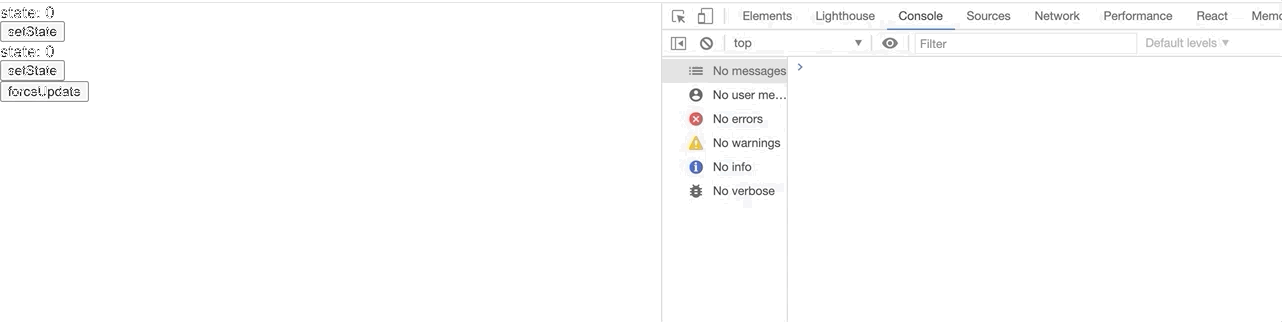 state: 0
setState
state: 0
setState
forceUpdate
Elements Lighthouse Console Sources Network Performance React Memo
top Filter Default levels
No messages
No user me…
No errors
No warnings
No info
No verbose